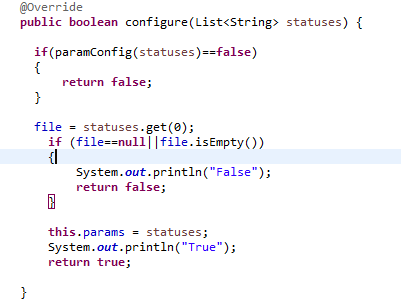 @Override
public boolean configure(List<String> statuses) {
if(paramConfig(statuses)==false)
{
return false;
}
file = statuses.get(0);
if (file==null||file.isEmpty())
{
System.out.println("False");
return false;
}
this.params = statuses;
System.out.println("True");
return true;
}